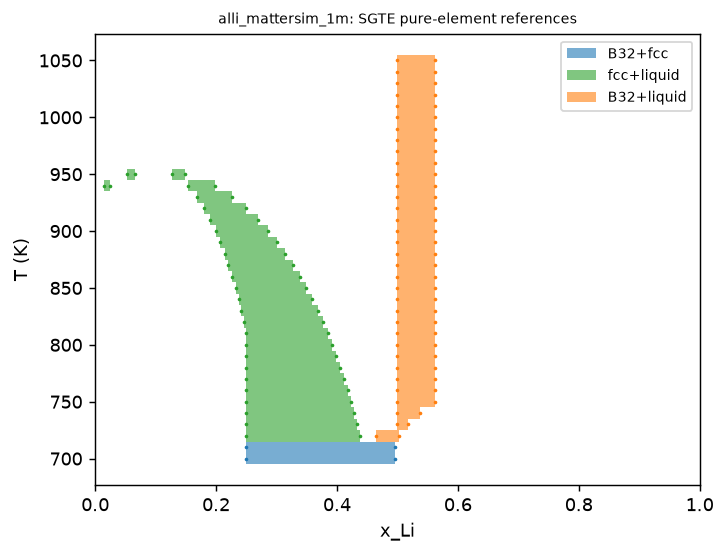 alli_mattersim_1m: SGTE pure-element references
B32+fcc
fcc+liquid
B32+liquid
T (K)
1050
1000
950
900
850
800
750
700
0.0 0.2 0.4 0.6 0.8 1.0
x_Li